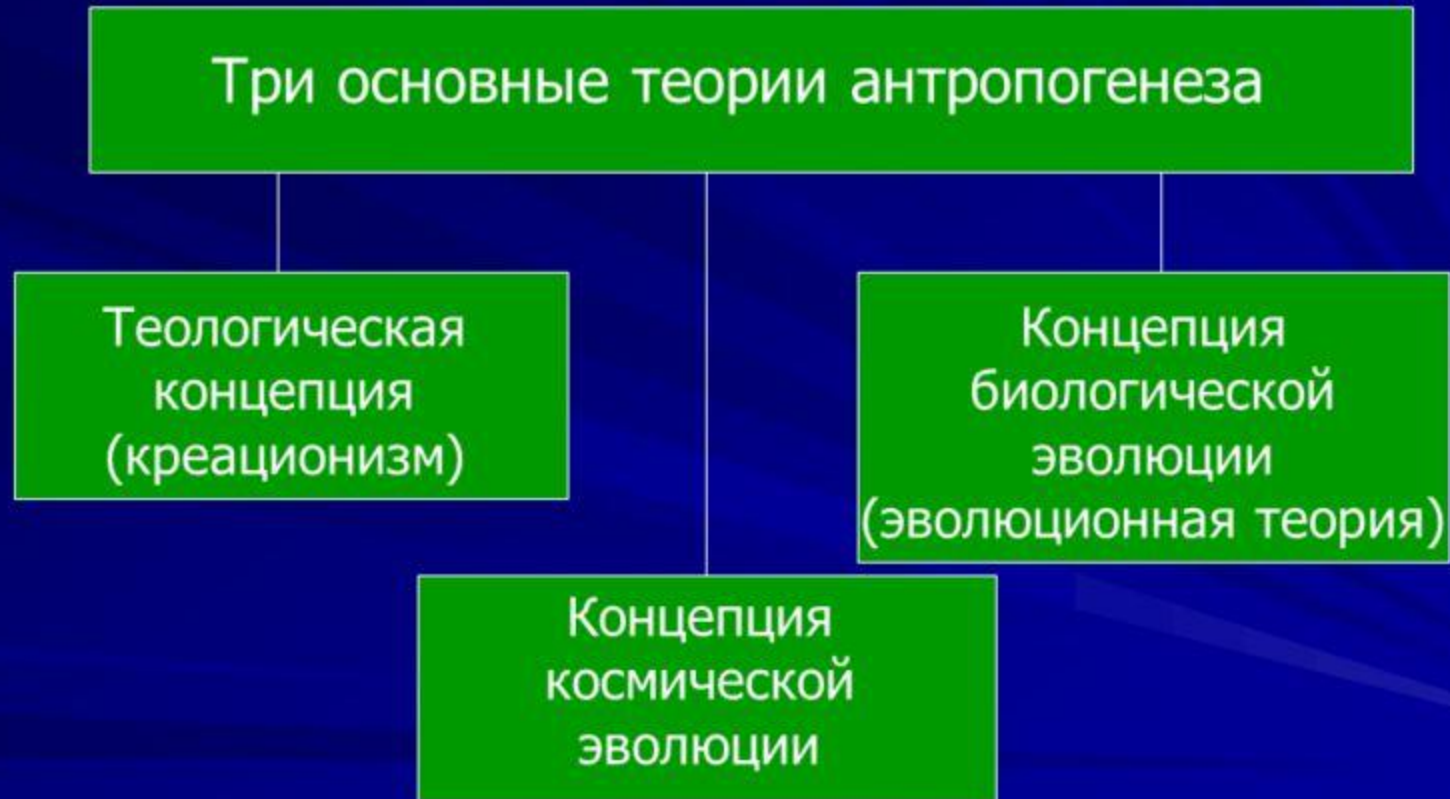 Три основные теории антропогенеза
Теологическая
концепция
(креационизм)
Концепция
биологической
эволюции
(эволюционная теория)
Концепция
космической
эволюции